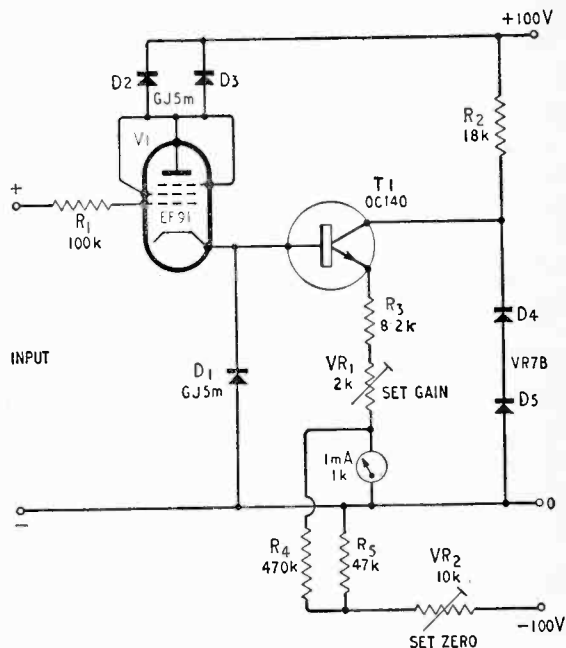 +100V
D2
D3
GJ5m
V1
R2
18k
+
R1
100k
EF91
T1
OC140
R3
8·2k
D4
INPUT
VR1
2k
SET GAIN
VR7B
D1
GJ5m
D5
1mA
1k
−
0
R4
470k
R5
47k
VR2
10k
−100V
SET ZERO